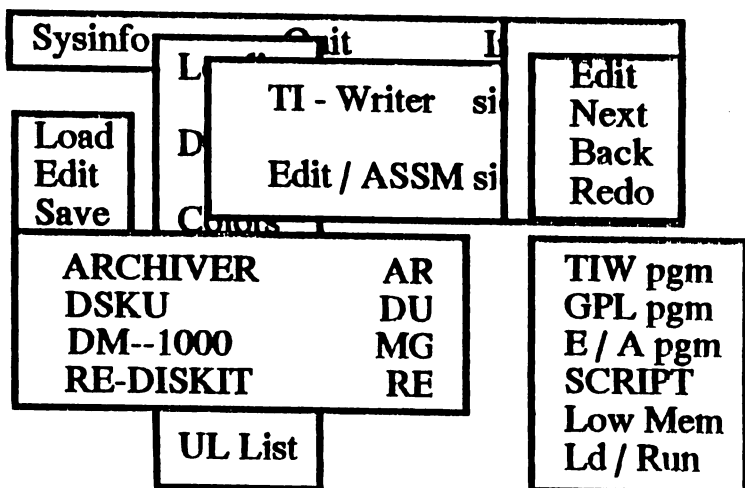 Sysinfo
TI - Writer
Edit / ASSM
Edit
Next
Back
Redo
Load
Edit
Save
Colors
ARCHIVER AR
DSKU DU
DM--1000 MG
RE-DISKIT RE
UL List
TIW pgm
GPL pgm
E / A pgm
SCRIPT
Low Mem
Ld / Run